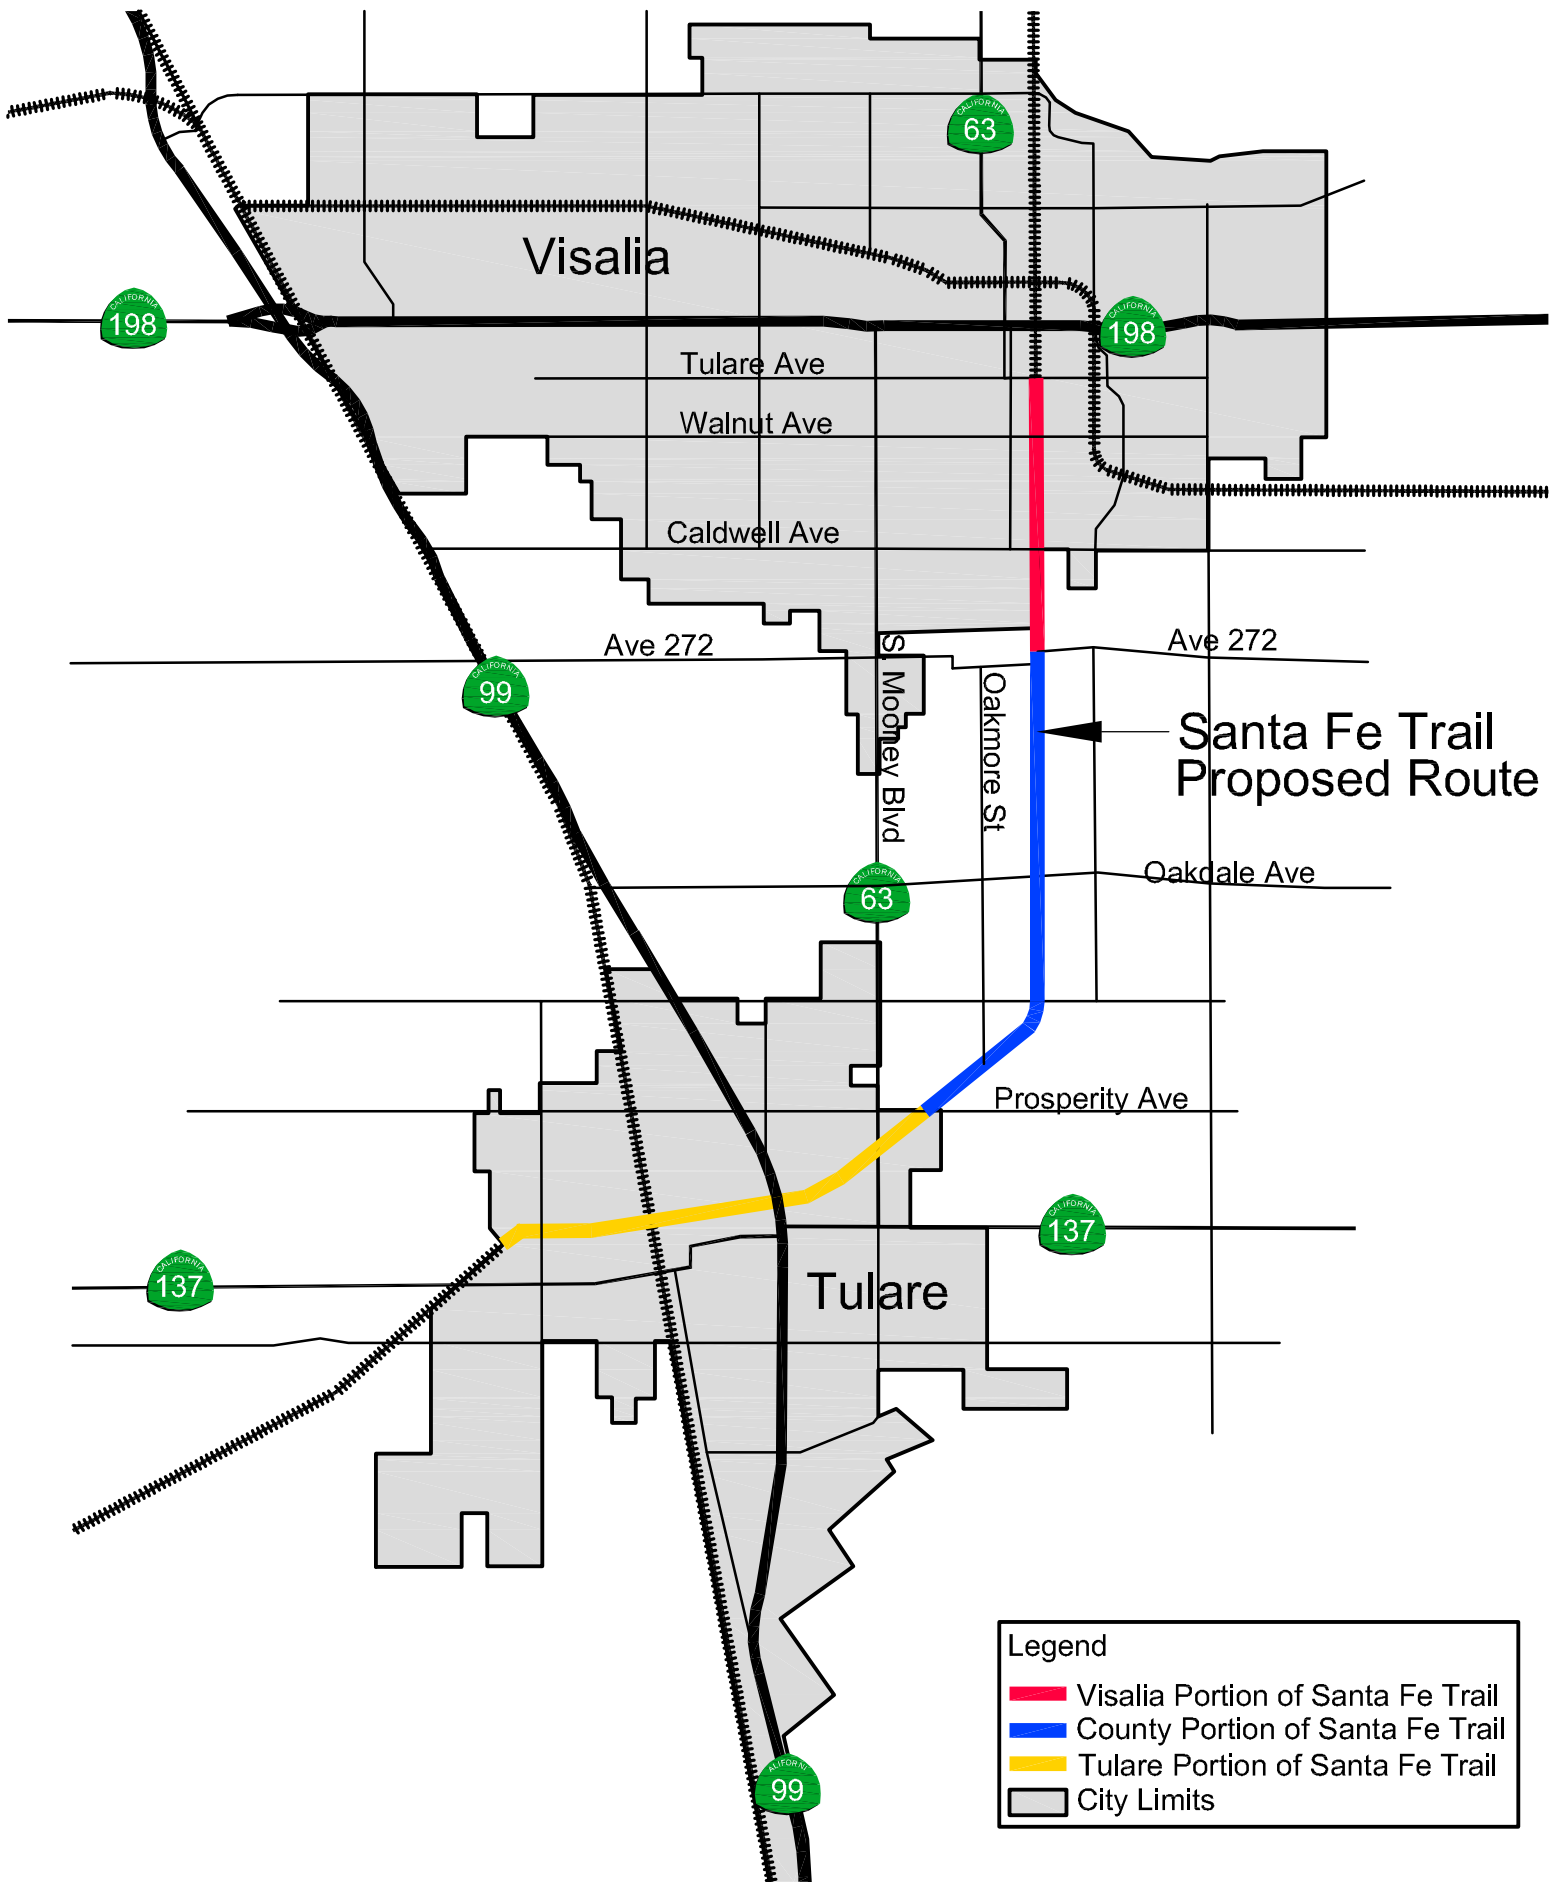 CALIFORNIA
63
Visalia
CALIFORNIA
198
CALIFORNIA
198
Tulare Ave
Walnut Ave
Caldwell Ave
Ave 272
Ave 272
S. Mooney Blvd
Oakmore St
CALIFORNIA
99
Santa Fe Trail
Proposed Route
Oakdale Ave
CALIFORNIA
63
Prosperity Ave
CALIFORNIA
137
CALIFORNIA
137
Tulare
Legend
Visalia Portion of Santa Fe Trail
County Portion of Santa Fe Trail
Tulare Portion of Santa Fe Trail
City Limits
ALIFORNI
99